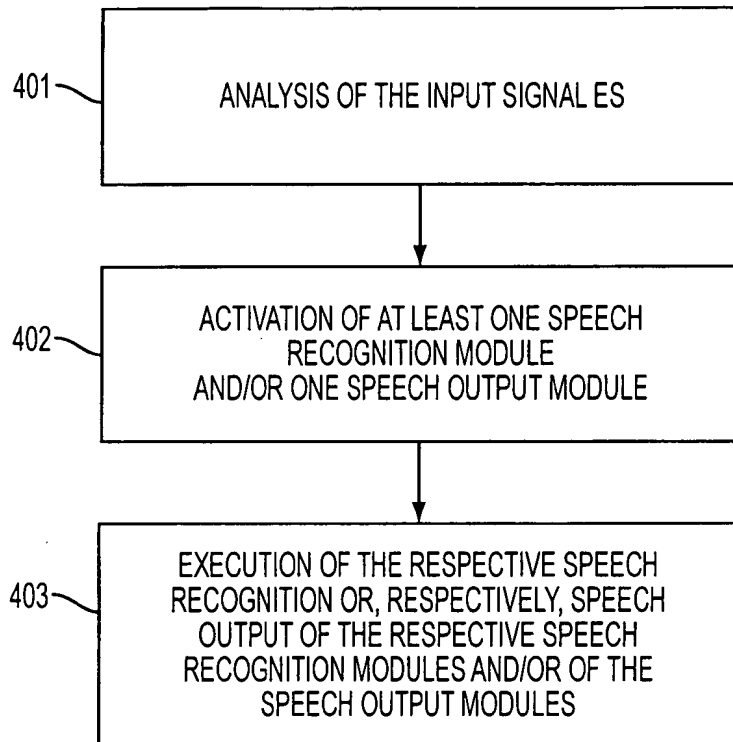 401
ANALYSIS OF THE INPUT SIGNAL ES
402
ACTIVATION OF AT LEAST ONE SPEECH
RECOGNITION MODULE
AND/OR ONE SPEECH OUTPUT MODULE
403
EXECUTION OF THE RESPECTIVE SPEECH
RECOGNITION OR, RESPECTIVELY, SPEECH
OUTPUT OF THE RESPECTIVE SPEECH
RECOGNITION MODULES AND/OR OF THE
SPEECH OUTPUT MODULES